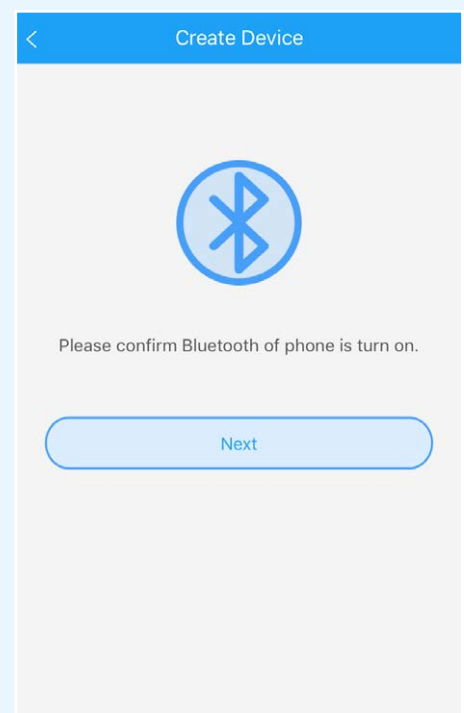 Create Device
Please confirm Bluetooth of phone is turn on.
Next